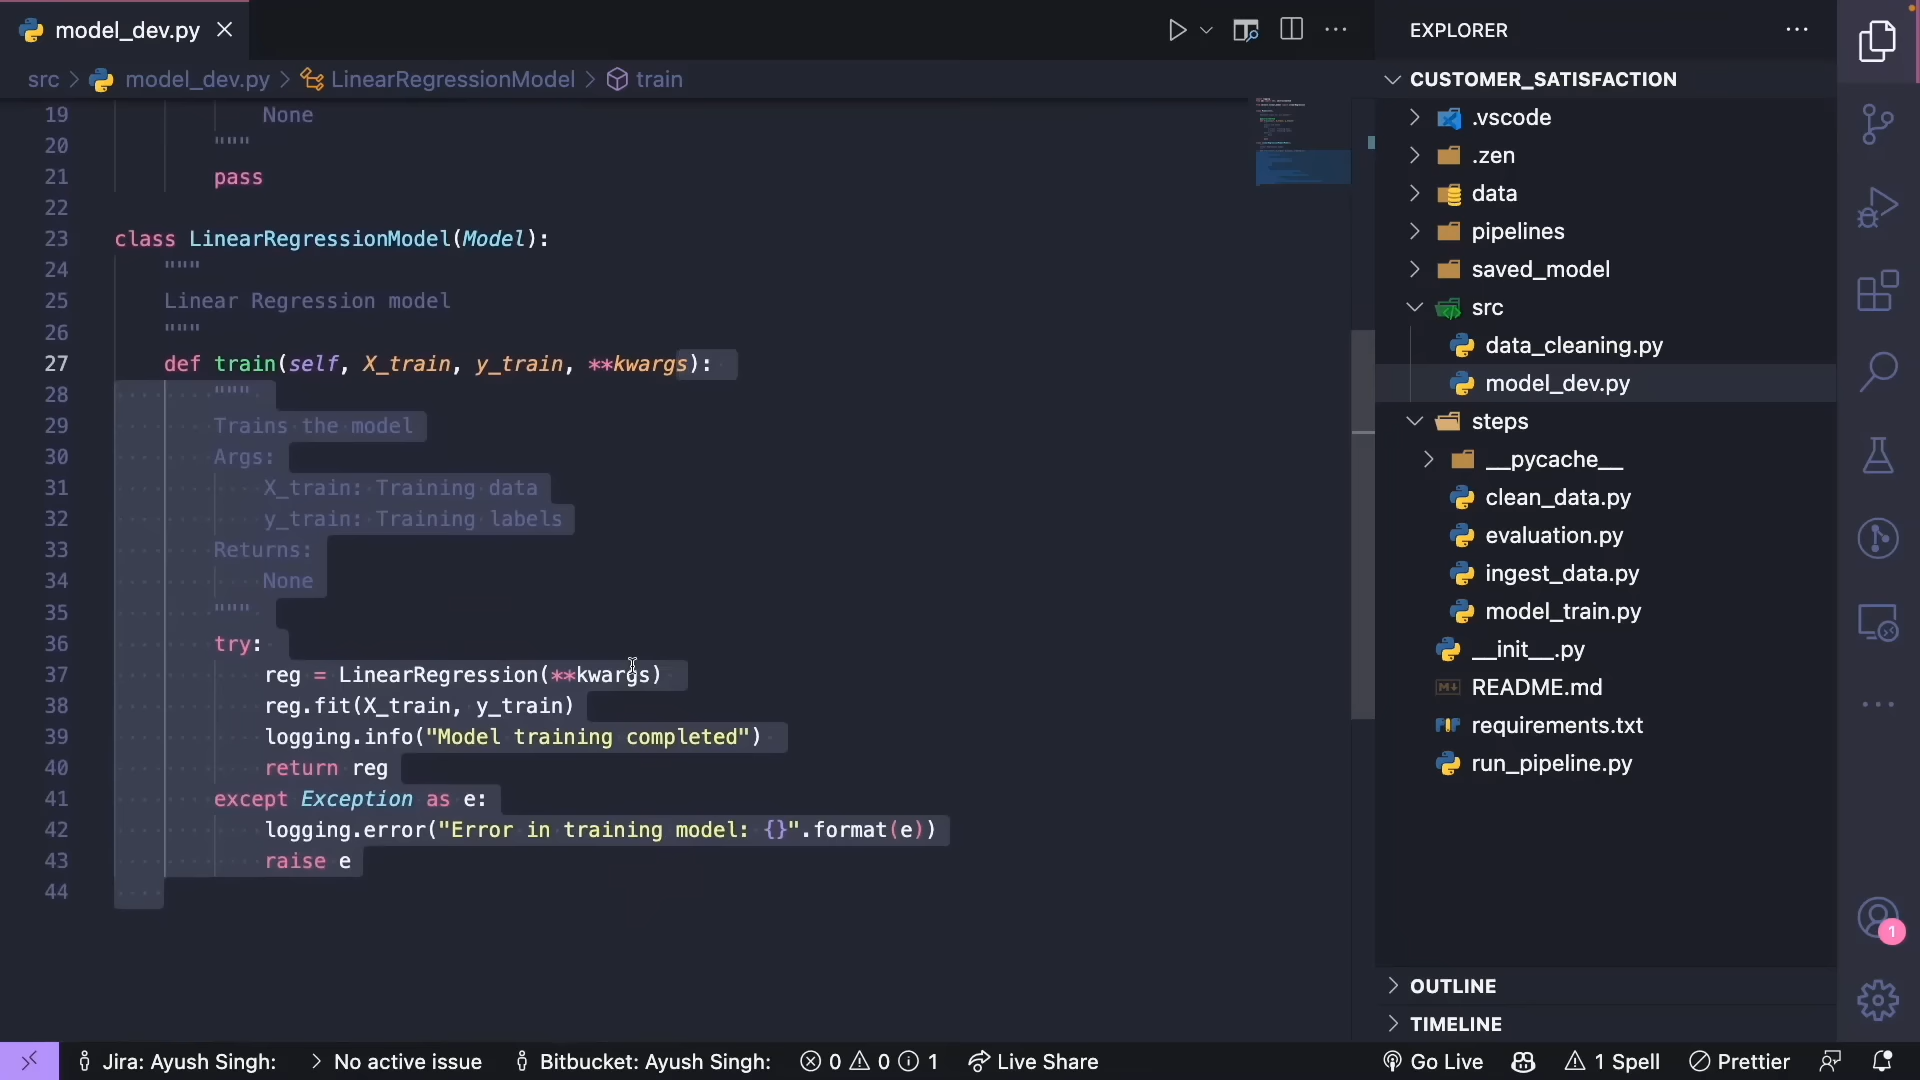 model_dev.py
src > model_dev.py > LinearRegressionModel > train
19 None
20 """
21 pass
22
23 class LinearRegressionModel(Model):
24 """
25 Linear Regression model
26 """
27 def train(self, X_train, y_train, **kwargs):
28 """
29 Trains the model
30 Args:
31 X_train: Training data
32 y_train: Training labels
33 Returns:
34 None
35 """
36 try:
37 reg = LinearRegression(**kwargs)
38 reg.fit(X_train, y_train)
39 logging.info("Model training completed")
40 return reg
41 except Exception as e:
42 logging.error("Error in training model: {}".format(e))
43 raise e
44
EXPLORER
CUSTOMER_SATISFACTION
.vscode
.zen
data
pipelines
saved_model
src
data_cleaning.py
model_dev.py
steps
__pycache__
clean_data.py
evaluation.py
ingest_data.py
model_train.py
__init__.py
README.md
requirements.txt
run_pipeline.py
OUTLINE
TIMELINE
1
Jira: Ayush Singh: > No active issue Bitbucket: Ayush Singh: 0 0 1 Live Share Go Live 1 Spell Prettier